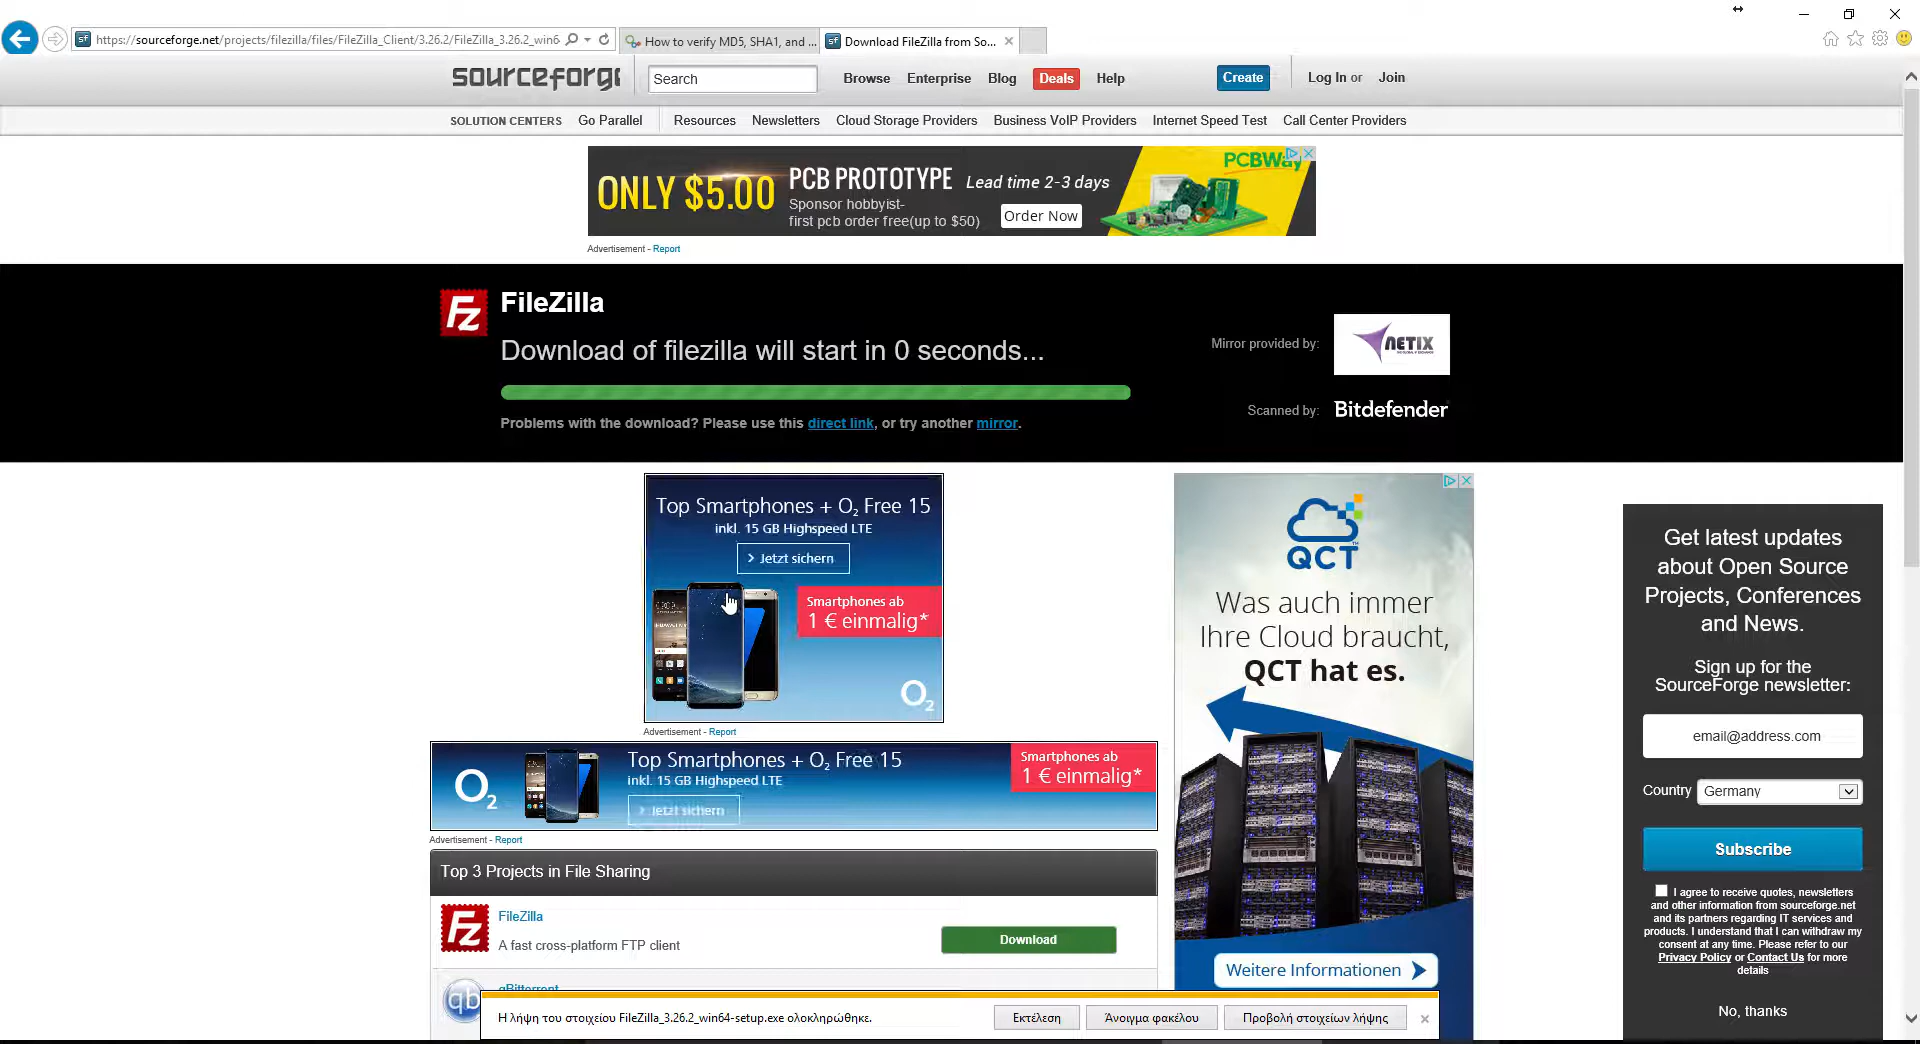 https://sourceforge.net/projects/filezilla/files/FileZilla_Client/3.26.2/FileZilla_3.26.2_win6
How to verify MD5, SHA1, and ...
Download FileZilla from So...
sourceforge
Search
Browse
Enterprise
Blog
Deals
Help
Create
Log In or Join
SOLUTION CENTERS
Go Parallel
Resources
Newsletters
Cloud Storage Providers
Business VoIP Providers
Internet Speed Test
Call Center Providers
ONLY $5.00
PCB PROTOTYPE
Sponsor hobbyist-
first pcb order free(up to $50)
Lead time 2-3 days
Order Now
PCBWay
Advertisement - Report
Fz
FileZilla
Download of filezilla will start in 0 seconds...
Problems with the download? Please use this direct link, or try another mirror.
Mirror provided by:
NETIX
Scanned by:
Bitdefender
Top Smartphones + O2 Free 15
inkl. 15 GB Highspeed LTE
> Jetzt sichern
Smartphones ab
1 € einmalig*
O2
Advertisement - Report
O2
Top Smartphones + O2 Free 15
inkl. 15 GB Highspeed LTE
> Jetzt sichern
Smartphones ab
1 € einmalig*
Advertisement - Report
Top 3 Projects in File Sharing
Fz
FileZilla
A fast cross-platform FTP client
Download
qb
qBittorrent
QCT
Was auch immer
Ihre Cloud braucht,
QCT hat es.
Weitere Informationen
Get latest updates
about Open Source
Projects, Conferences
and News.
Sign up for the
SourceForge newsletter:
email@address.com
Country
Germany
Subscribe
I agree to receive quotes, newsletters
and other information from sourceforge.net
and its partners regarding IT services and
products. I understand that I can withdraw my
consent at any time. Please refer to our
Privacy Policy or Contact Us for more
details
No, thanks
Η λήψη του στοιχείου FileZilla_3.26.2_win64-setup.exe ολοκληρώθηκε.
Εκτέλεση
Άνοιγμα φακέλου
Προβολή στοιχείων λήψης